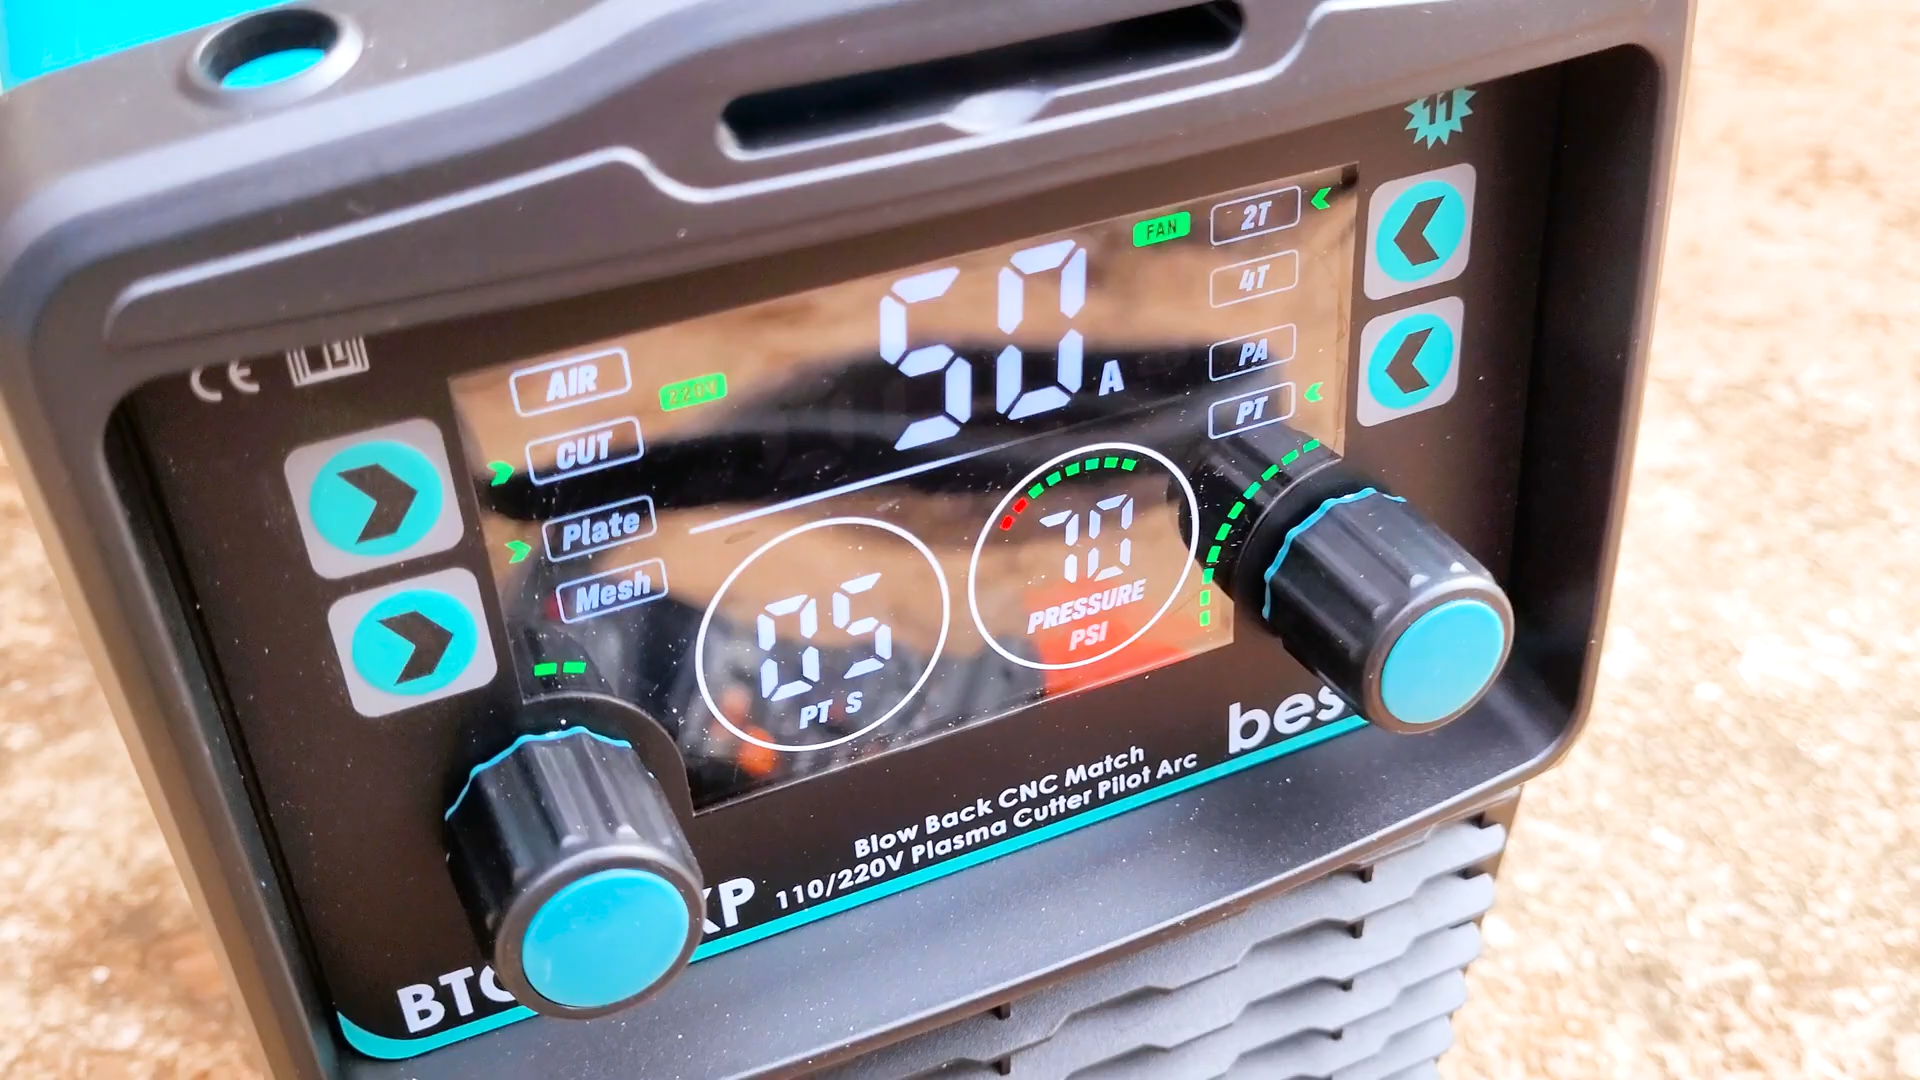 11
CE
FAN
2T
4T
50
A
AIR
220V
CUT
PA
PT
Plate
Mesh
70
PRESSURE
PSI
05
PT S
bes
Blow Back CNC Match
110/220V Plasma Cutter Pilot Arc
BTC
XP